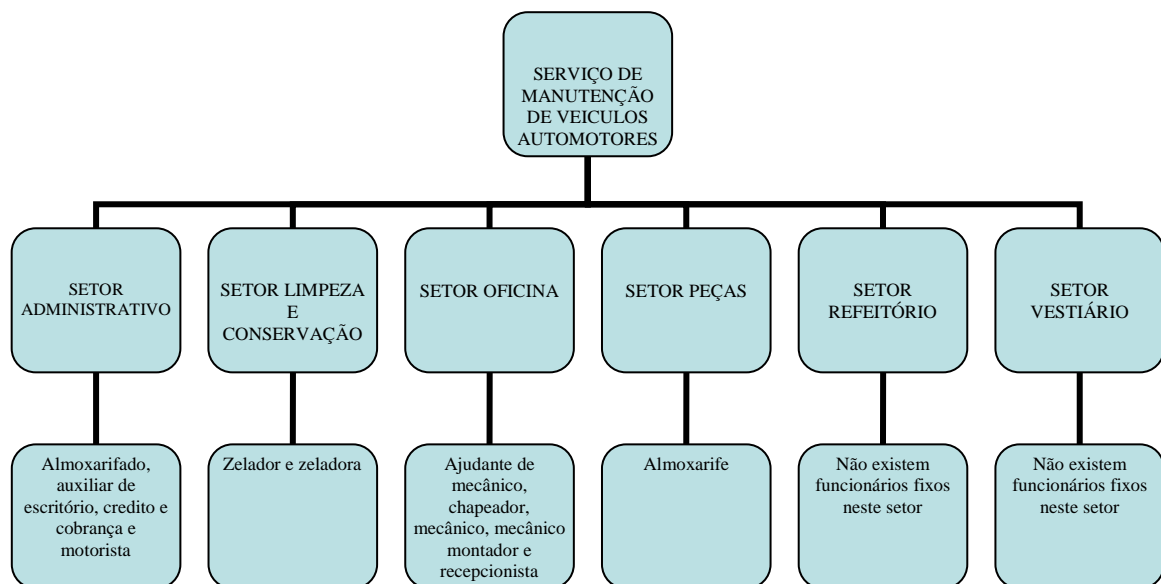 SERVIÇO DE
MANUTENÇÃO
DE VEICULOS
AUTOMOTORES
SETOR
ADMINISTRATIVO
SETOR LIMPEZA
E
CONSERVAÇÃO
SETOR OFICINA
SETOR PEÇAS
SETOR
REFEITÓRIO
SETOR
VESTIÁRIO
Almoxarifado,
auxiliar de
escritório, credito e
cobrança e
motorista
Zelador e zeladora
Ajudante de
mecânico,
chapeador,
mecânico, mecânico
montador e
recepcionista
Almoxarife
Não existem
funcionários fixos
neste setor
Não existem
funcionários fixos
neste setor